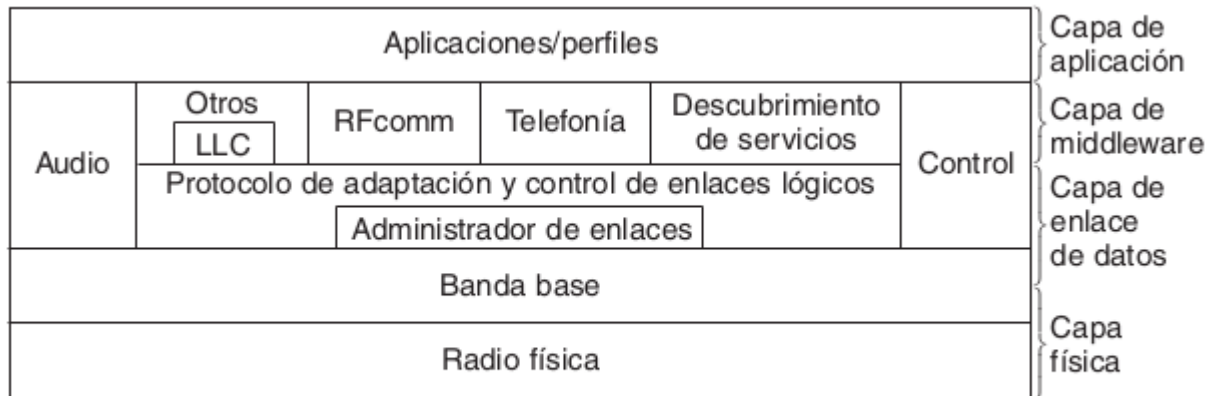 Aplicaciones/perfiles
Capa de
aplicación
Audio
Otros
LLC
RFcomm
Telefonía
Descubrimiento
de servicios
Control
Capa de
middleware
Protocolo de adaptación y control de enlaces lógicos
Administrador de enlaces
Capa de
enlace
de datos
Banda base
Radio física
Capa
física